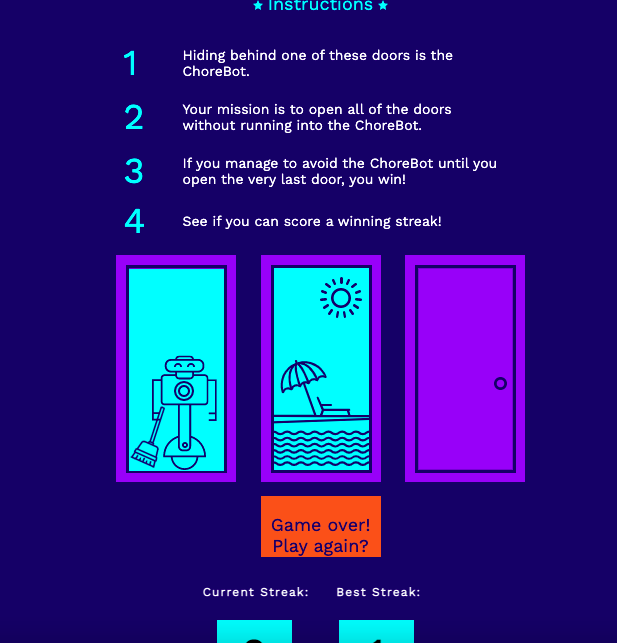 ★ Instructions ★
1
Hiding behind one of these doors is the
ChoreBot.
2
Your mission is to open all of the doors
without running into the ChoreBot.
3
If you manage to avoid the ChoreBot until you
open the very last door, you win!
4
See if you can score a winning streak!
Game over!
Play again?
Current Streak:
Best Streak: